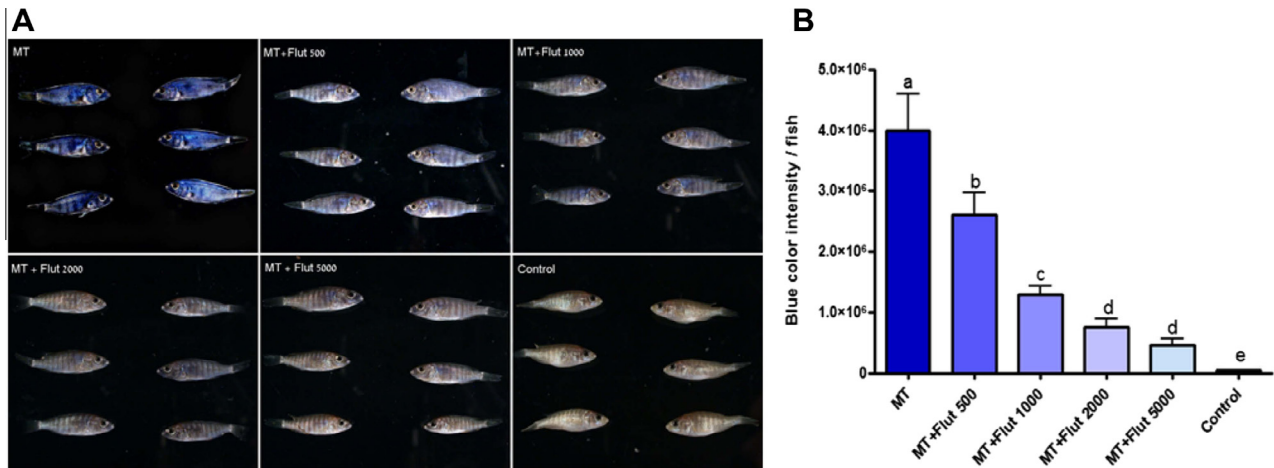 A
MT
MT+Flut 500
MT+Flut 1000
MT + Flut 2000
MT + Flut 5000
Control
B
Blue color intensity / fish
5.0×10⁶
4.0×10⁶
3.0×10⁶
2.0×10⁶
1.0×10⁶
0
a
b
c
d
d
e
MT
MT+Flut 500
MT+Flut 1000
MT+Flut 2000
MT+Flut 5000
Control